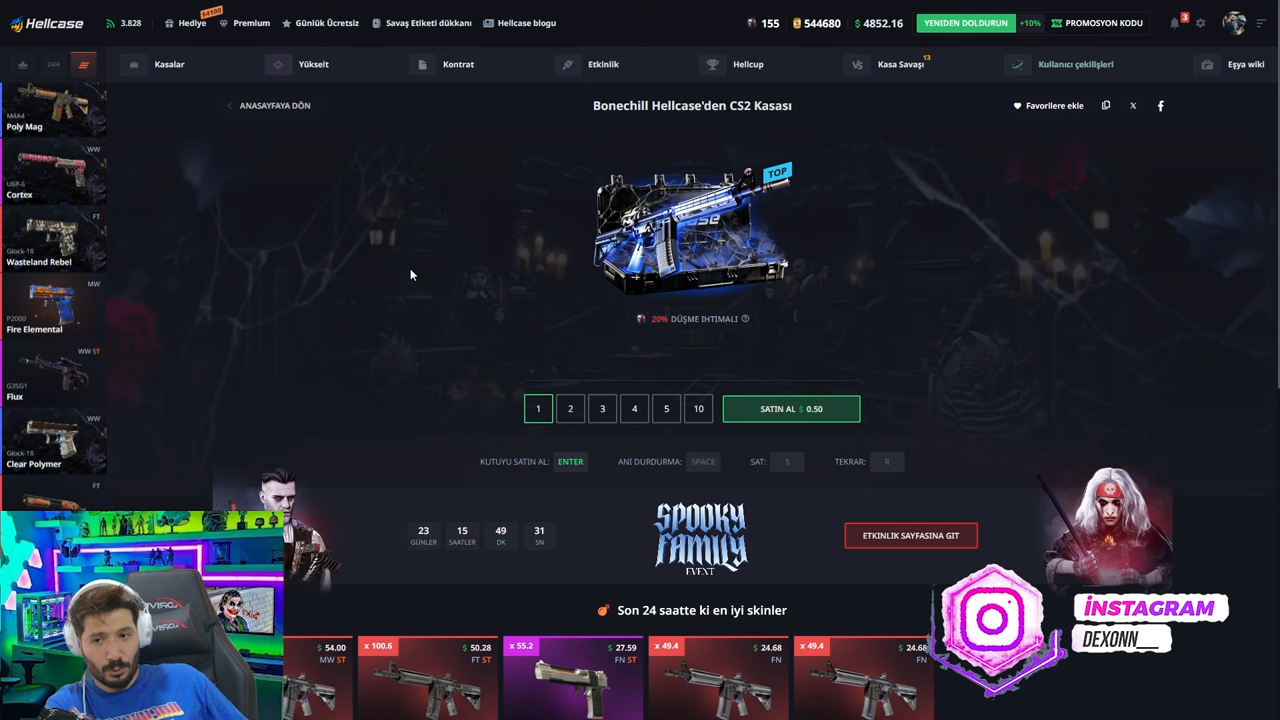 Hellcase
3.828
Hediye
$4100
Premium
Günlük Ücretsiz
Savaş Etiketi dükkanı
Hellcase blogu
155
544680
$ 4852.16
YENIDEN DOLDURUN
+10%
PROMOSYON KODU
3
24H
Kasalar
Yükselt
Kontrat
Etkinlik
Hellcup
VS
Kasa Savaşı
13
Kullanıcı çekilişleri
Eşya wiki
ANASAYFAYA DÖN
Bonechill Hellcase'den CS2 Kasası
Favorilere ekle
M4A4
Poly Mag
WW
USP-S
Cortex
FT
Glock-18
Wasteland Rebel
MW
P2000
Fire Elemental
WW ST
G3SG1
Flux
WW
Glock-18
Clear Polymer
FT
TOP
20% DÜŞME IHTIMALI
1
2
3
4
5
10
SATIN AL $ 0.50
KUTUYU SATIN AL: ENTER
ANI DURDURMA: SPACE
SAT: S
TEKRAR: R
23
GÜNLER
15
SAATLER
49
DK
31
SN
SPOOKY
FAMILY
EVENT
ETKINLIK SAYFASINA GIT
Son 24 saatte ki en iyi skinler
$ 54.00
MW ST
x 100.6
$ 50.28
FT ST
x 55.2
$ 27.59
FN ST
x 49.4
$ 24.68
FN
x 49.4
$ 24.68
FN
İNSTAGRAM
DEXONN__